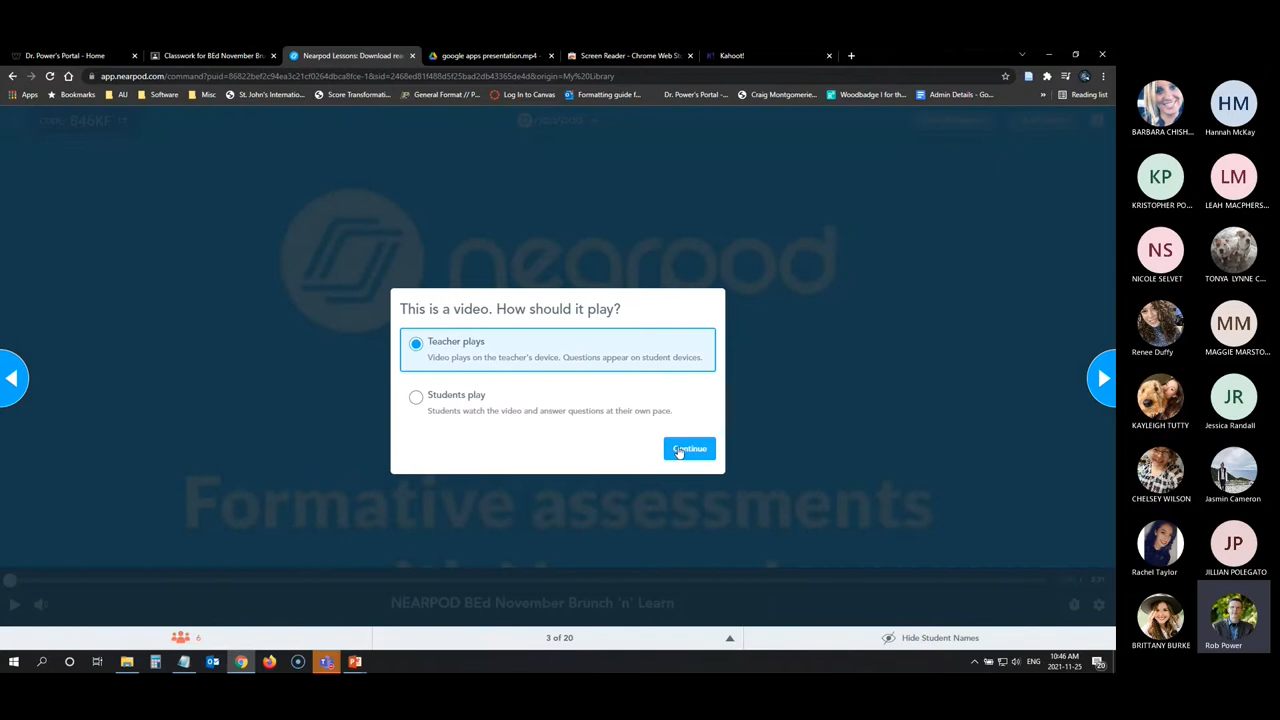 Dr. Power's Portal - Home
Classwork for BEd November Bru
Nearpod Lessons: Download rea
google apps presentation.mp4 -
Screen Reader - Chrome Web St
Kahoot!
app.nearpod.com/command?puid=86822bef2c94ea3c21cf0264dbca8fce-1&sid=2468ed81f488d5f25bad2db43365de4d&origin=My%20Library
Apps
Bookmarks
AU
Software
Misc
St. John's Internatio...
Score Transformati...
General Format // P...
Log In to Canvas
Formatting guide f...
Dr. Power's Portal -...
Craig Montgomerie...
Woodbadge I for th...
Admin Details - Go...
»
Reading list
nearpod
nearpod
This is a video. How should it play?
Teacher plays
Video plays on the teacher's device. Questions appear on student devices.
Students play
Students watch the video and answer questions at their own pace.
Continue
Formative assessments
NEARPOD BEd November Brunch 'n' Learn
6
3 of 20
Hide Student Names
ENG
10:46 AM
2021-11-25
20
BARBARA CHISH...
HM
Hannah McKay
KP
KRISTOPHER PO...
LM
LEAH MACPHERS...
NS
NICOLE SELVET
TONYA LYNNE C...
Renee Duffy
MM
MAGGIE MARSTO...
KAYLEIGH TUTTY
JR
Jessica Randall
CHELSEY WILSON
Jasmin Cameron
Rachel Taylor
JP
JILLIAN POLEGATO
BRITTANY BURKE
Rob Power